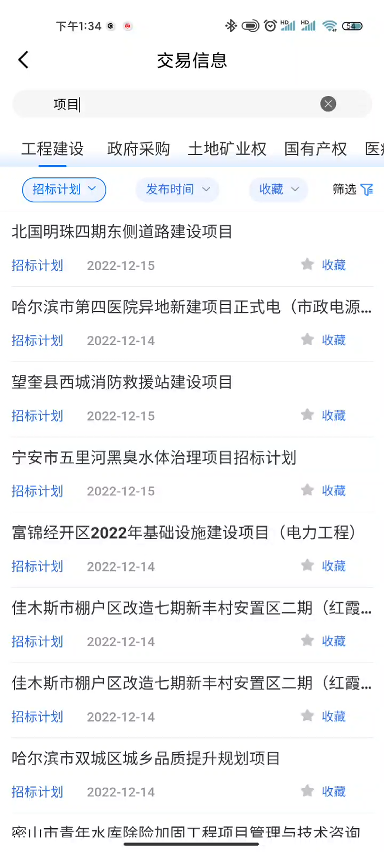 下午1:34
交易信息
项目
工程建设 政府采购 土地矿业权 国有产权 医
招标计划 发布时间 收藏 筛选
北国明珠四期东侧道路建设项目
招标计划 2022-12-15 收藏
哈尔滨市第四医院异地新建项目正式电（市政电源...
招标计划 2022-12-14 收藏
望奎县西城消防救援站建设项目
招标计划 2022-12-15 收藏
宁安市五里河黑臭水体治理项目招标计划
招标计划 2022-12-15 收藏
富锦经开区2022年基础设施建设项目（电力工程）
招标计划 2022-12-14 收藏
佳木斯市棚户区改造七期新丰村安置区二期（红霞...
招标计划 2022-12-14 收藏
佳木斯市棚户区改造七期新丰村安置区二期（红霞...
招标计划 2022-12-14 收藏
哈尔滨市双城区城乡品质提升规划项目
招标计划 2022-12-14 收藏
密山市青年水库除险加固工程项目管理与技术咨询